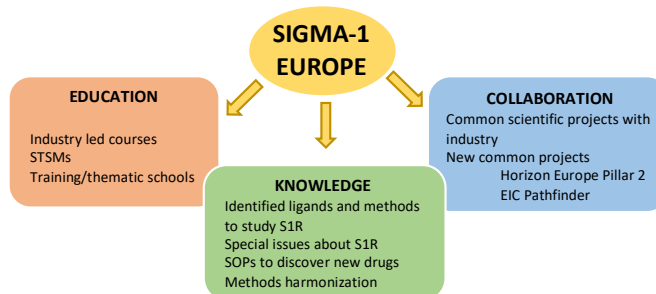 SIGMA-1
EUROPE
EDUCATION
Industry led courses
STSMs
Training/thematic schools
KNOWLEDGE
Identified ligands and methods
to study S1R
Special issues about S1R
SOPs to discover new drugs
Methods harmonization
COLLABORATION
Common scientific projects with
industry
New common projects
Horizon Europe Pillar 2
EIC Pathfinder